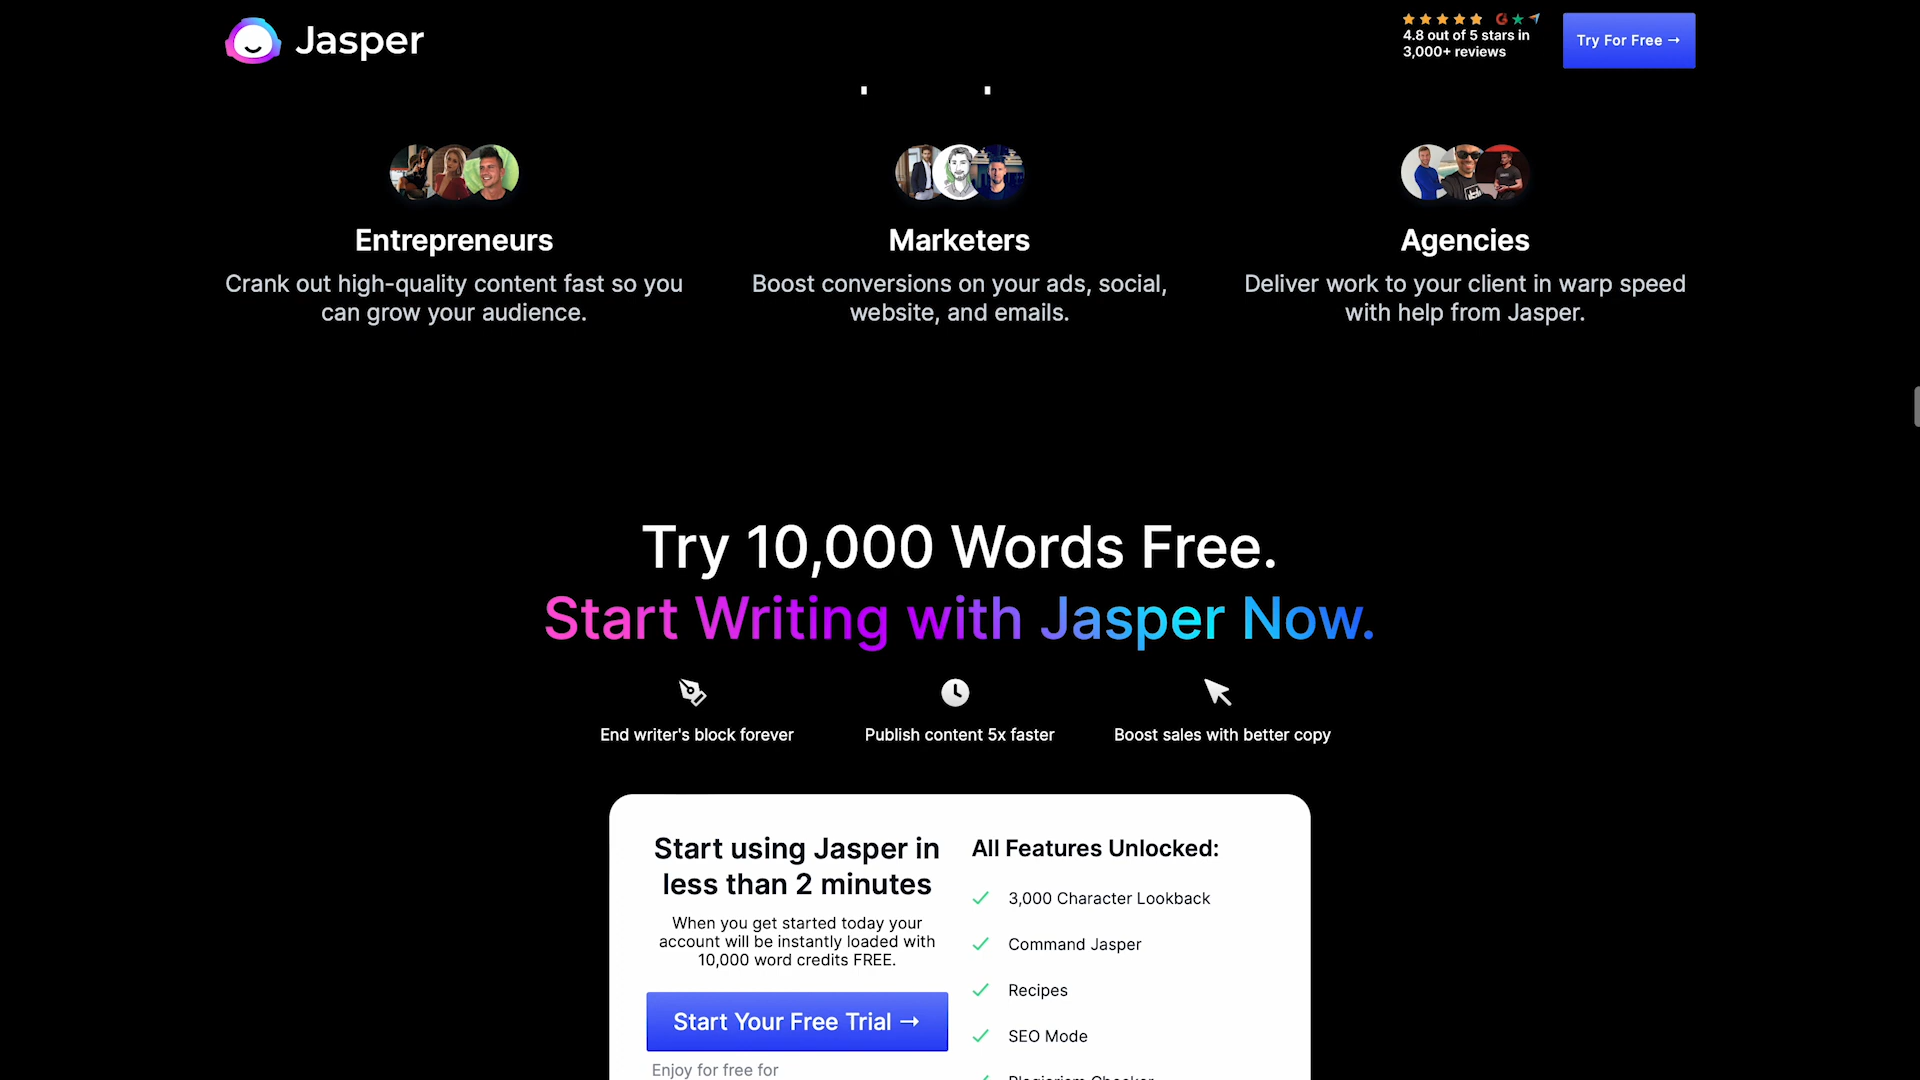 Jasper
4.8 out of 5 stars in
3,000+ reviews
Try For Free →
Entrepreneurs
Crank out high-quality content fast so you
can grow your audience.
Marketers
Boost conversions on your ads, social,
website, and emails.
Agencies
Deliver work to your client in warp speed
with help from Jasper.
Try 10,000 Words Free.
Start Writing with Jasper Now.
End writer's block forever
Publish content 5x faster
Boost sales with better copy
Start using Jasper in
less than 2 minutes
When you get started today your
account will be instantly loaded with
10,000 word credits FREE.
Start Your Free Trial →
Enjoy for free for
All Features Unlocked:
3,000 Character Lookback
Command Jasper
Recipes
SEO Mode
Plagiarism Checker